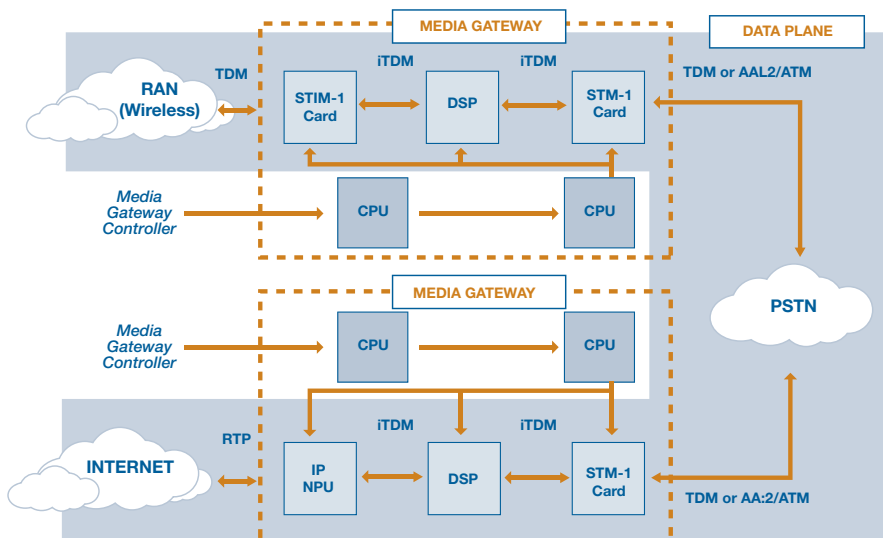 MEDIA GATEWAY
DATA PLANE
TDM
iTDM
iTDM
TDM or AAL2/ATM
RAN
(Wireless)
STIM-1
Card
DSP
STM-1
Card
Media
Gateway
Controller
CPU
CPU
MEDIA GATEWAY
PSTN
Media
Gateway
Controller
CPU
CPU
RTP
iTDM
iTDM
INTERNET
IP
NPU
DSP
STM-1
Card
TDM or AA:2/ATM